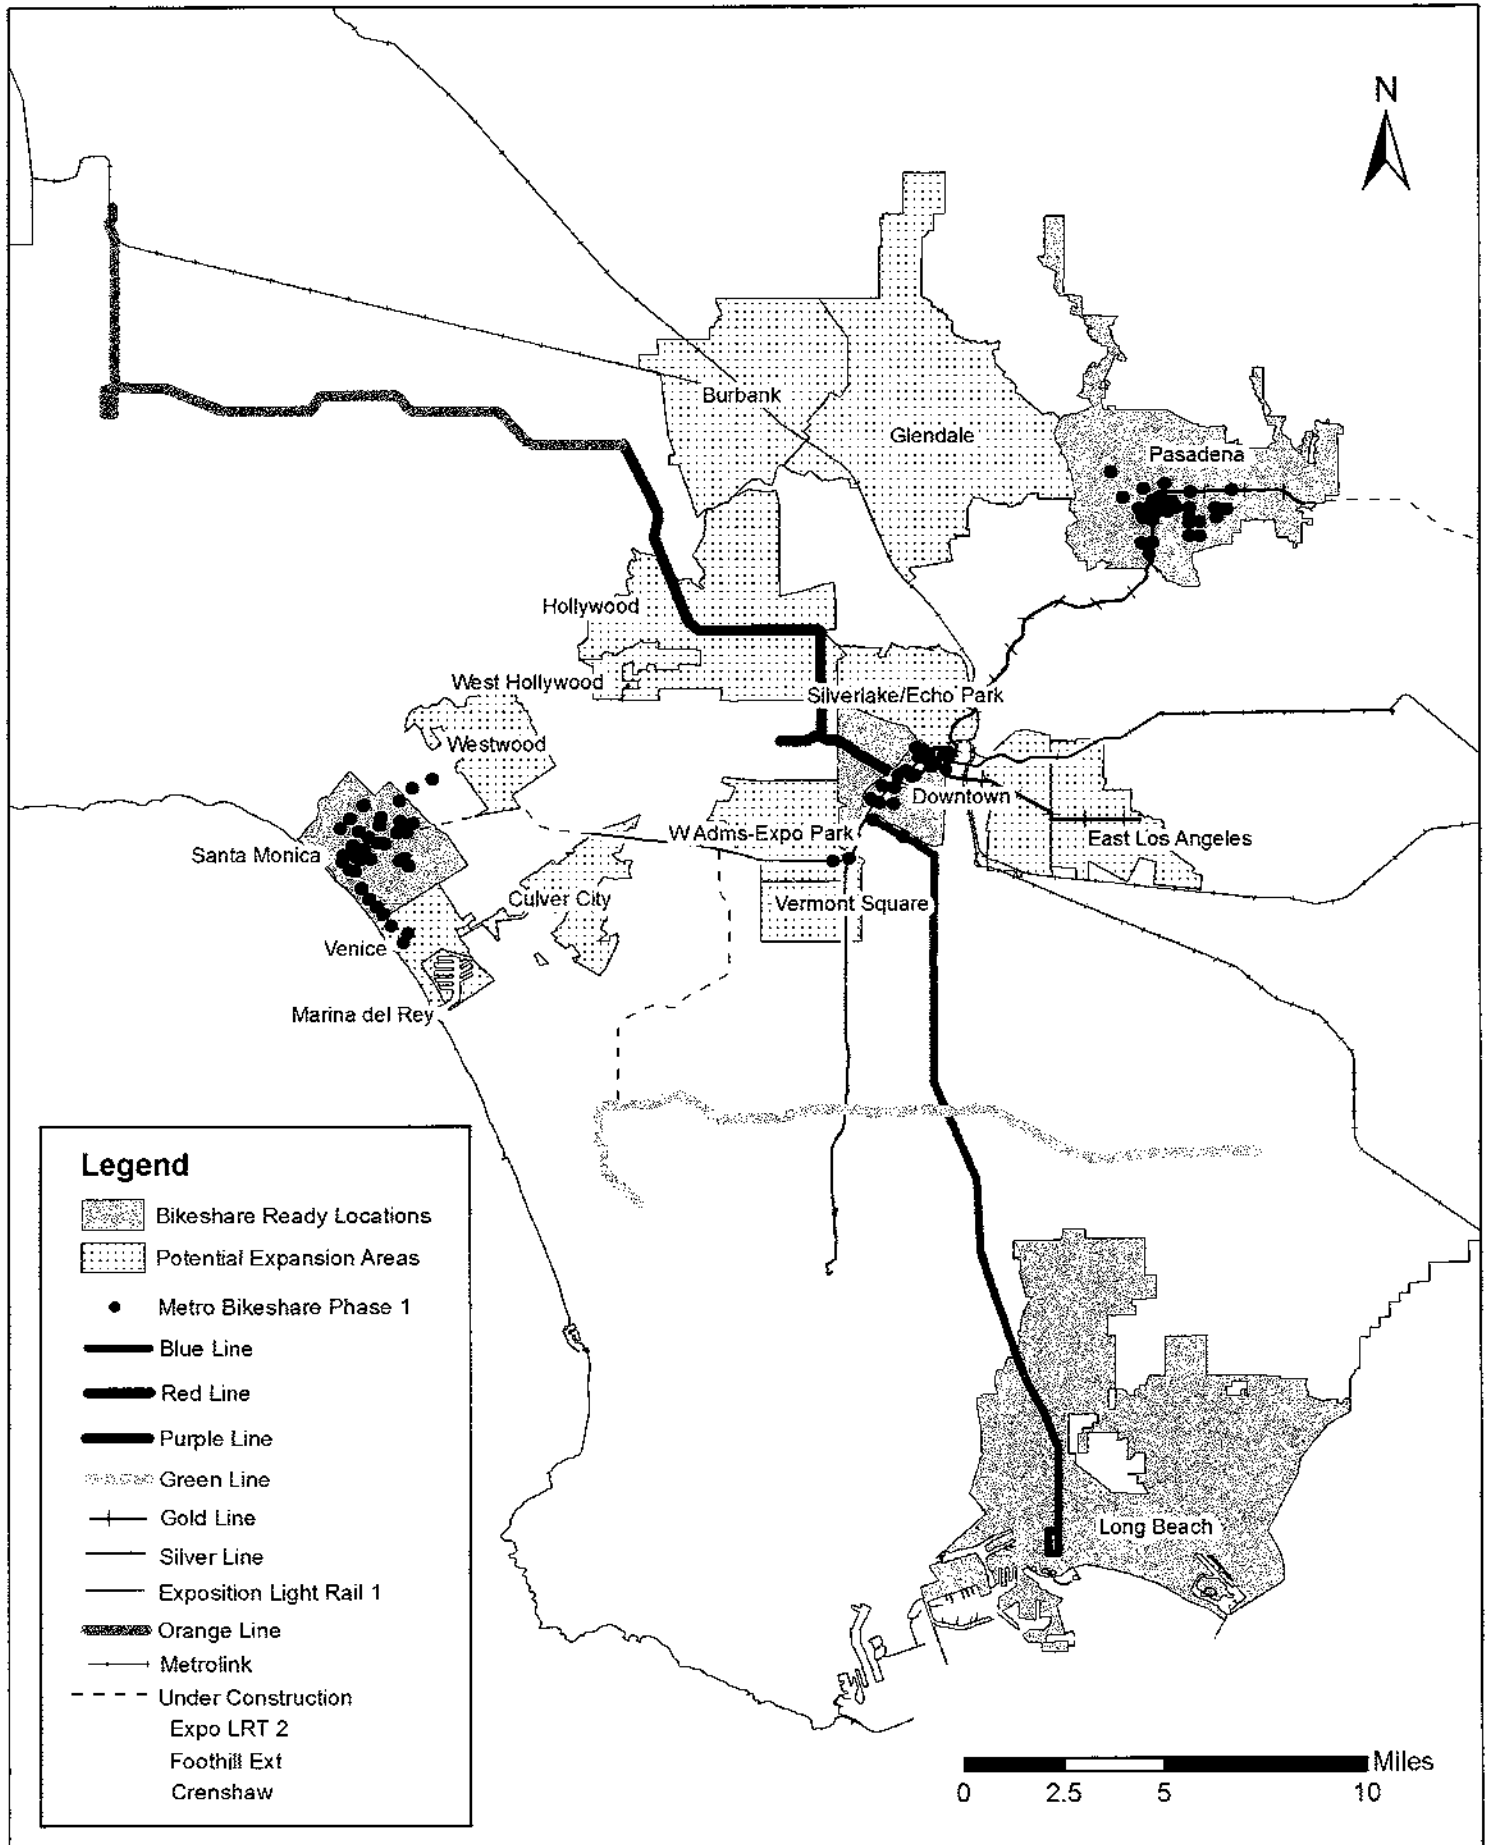 N
Burbank
Glendale
Pasadena
Hollywood
West Hollywood
Silverlake/Echo Park
Westwood
Downtown
W Adms-Expo Park
East Los Angeles
Santa Monica
Culver City
Vermont Square
Venice
Marina del Rey
Long Beach
Legend
Bikeshare Ready Locations
Potential Expansion Areas
Metro Bikeshare Phase 1
Blue Line
Red Line
Purple Line
Green Line
Gold Line
Silver Line
Exposition Light Rail 1
Orange Line
Metrolink
Under Construction
Expo LRT 2
Foothill Ext
Crenshaw
Miles
0 2.5 5 10